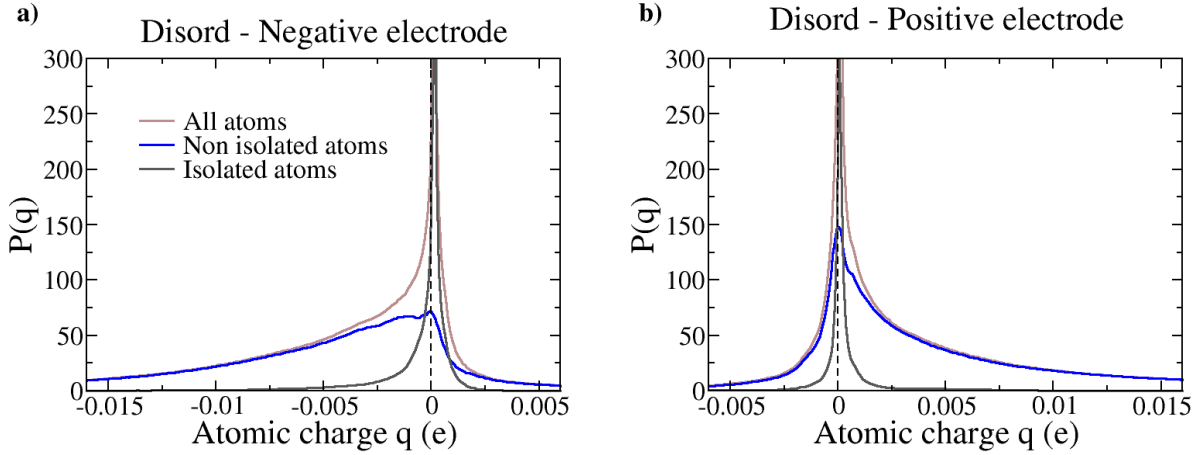 a)
Disord - Negative electrode
300
250
200
150
100
50
0
P(q)
All atoms
Non isolated atoms
Isolated atoms
-0.015 -0.01 -0.005 0 0.005
Atomic charge q (e)
b)
Disord - Positive electrode
300
250
200
150
100
50
0
P(q)
-0.005 0 0.005 0.01 0.015
Atomic charge q (e)